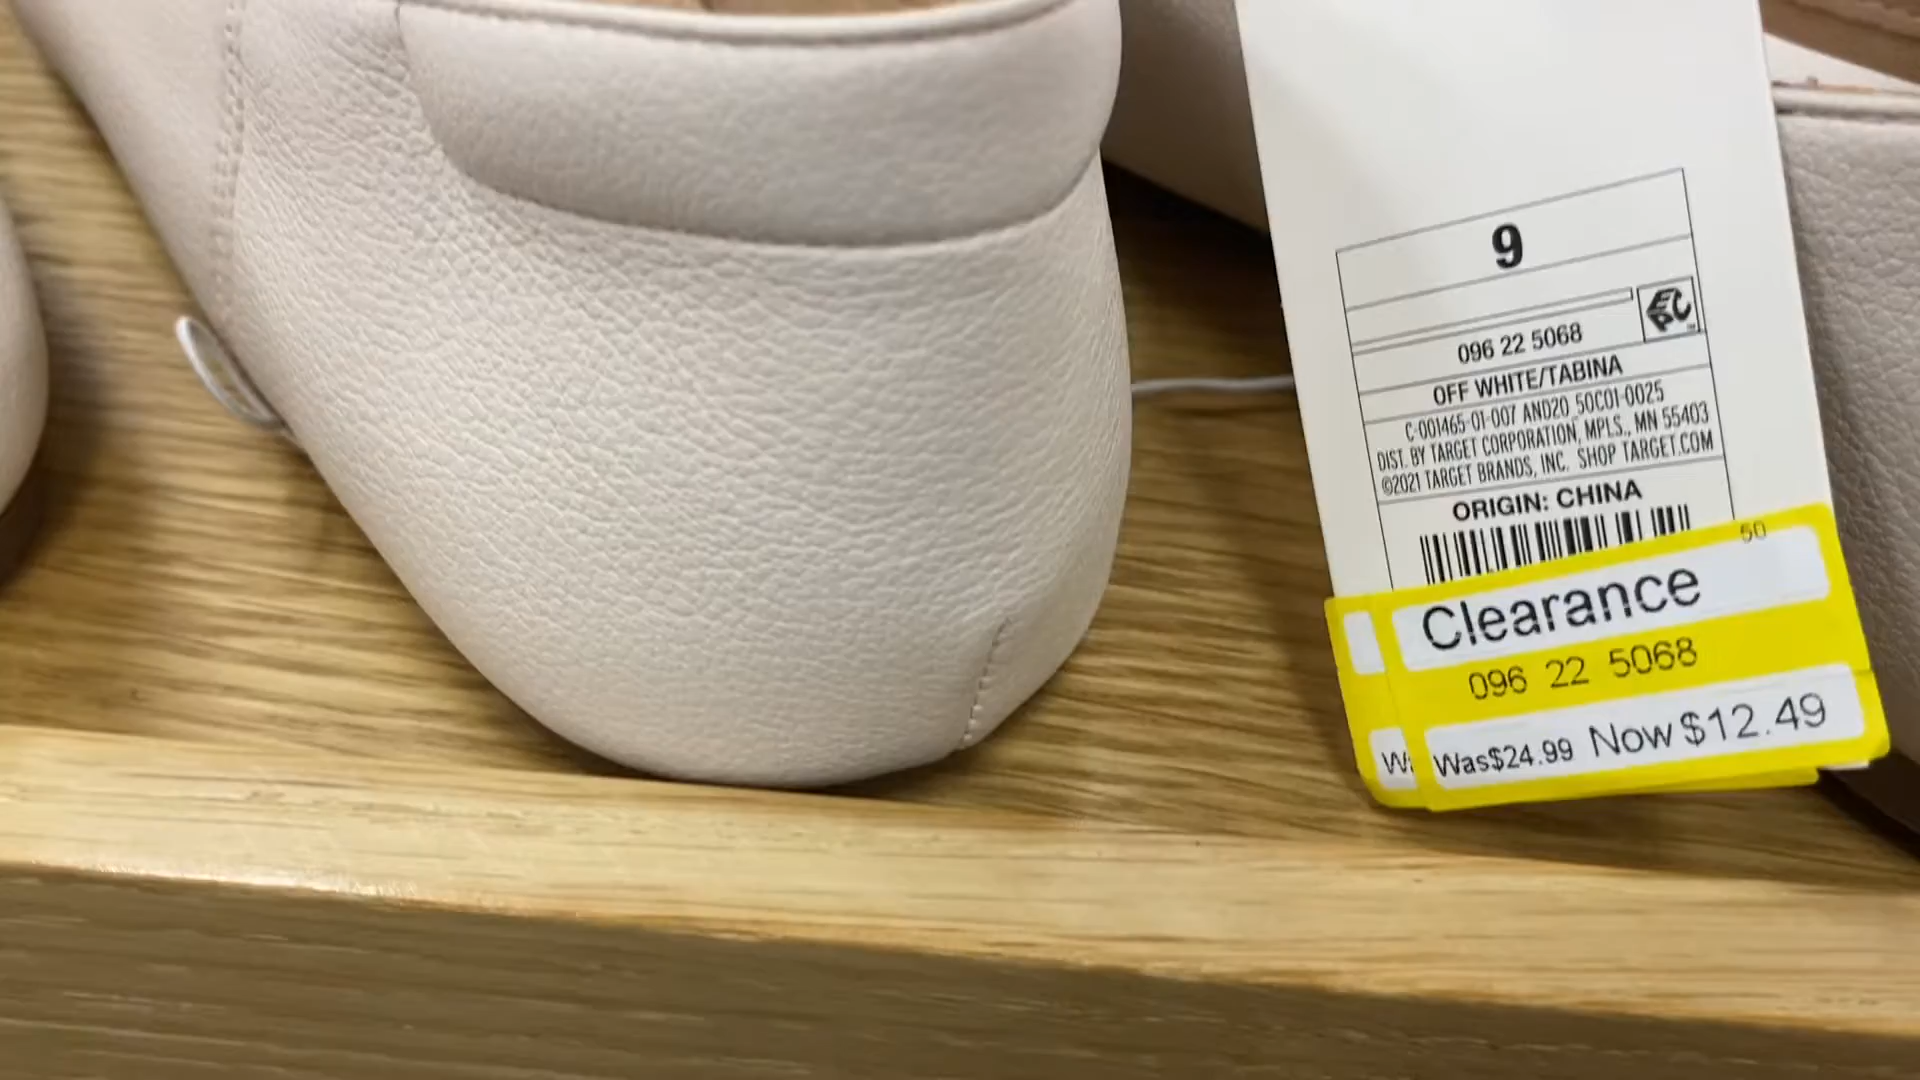 9
EPC
096 22 5068
OFF WHITE/TABINA
C-001465-01-007 AND20 50C01-0025
DIST. BY TARGET CORPORATION, MPLS., MN 55403
©2021 TARGET BRANDS, INC. SHOP TARGET.COM
ORIGIN: CHINA
50
Clearance
096 22 5068
Was$24.99 Now $12.49